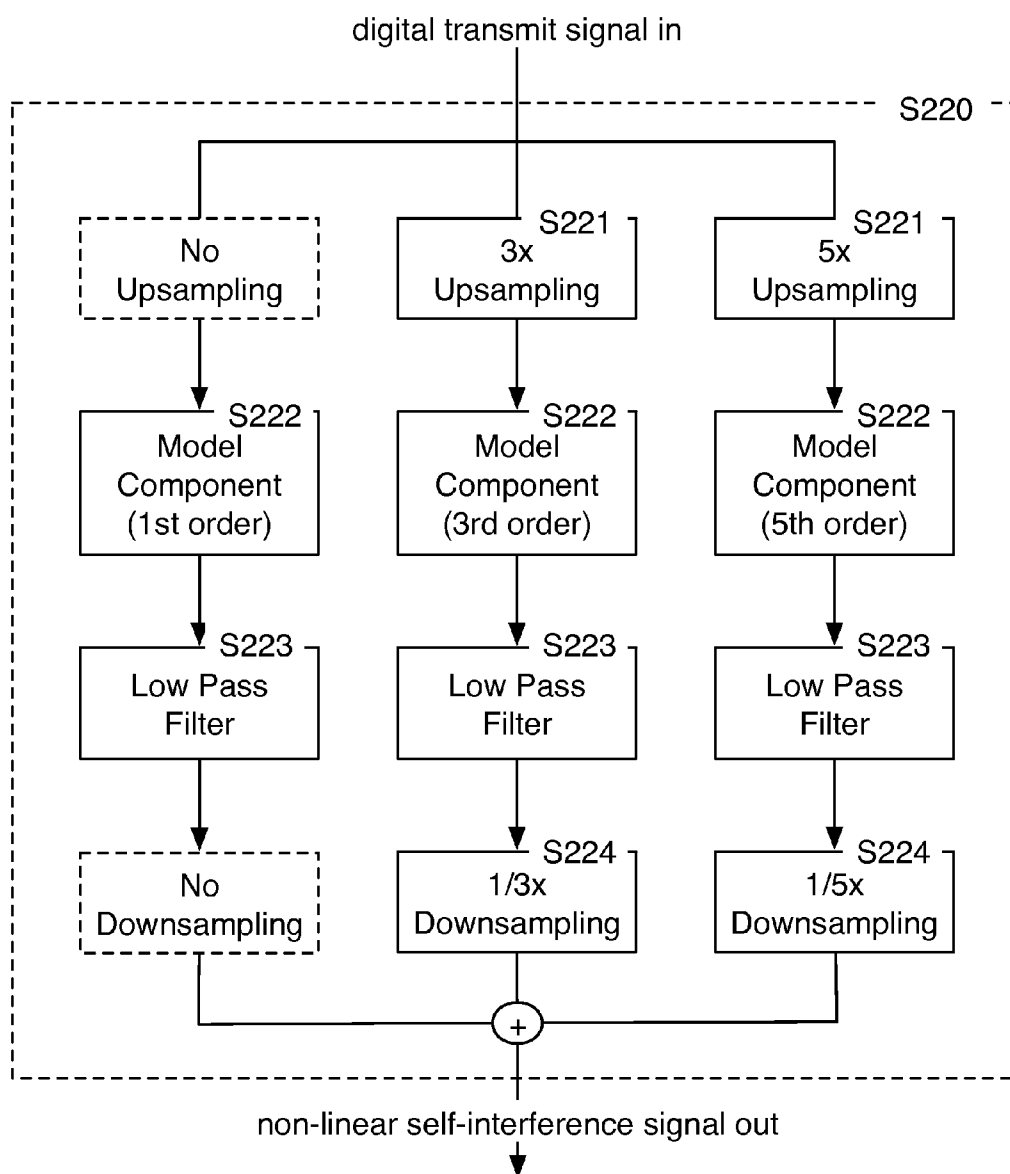 digital transmit signal in
S220
No
Upsampling
S221
3x
Upsampling
S221
5x
Upsampling
S222
Model
Component
(1st order)
S222
Model
Component
(3rd order)
S222
Model
Component
(5th order)
S223
Low Pass
Filter
S223
Low Pass
Filter
S223
Low Pass
Filter
No
Downsampling
S224
1/3x
Downsampling
S224
1/5x
Downsampling
+
non-linear self-interference signal out